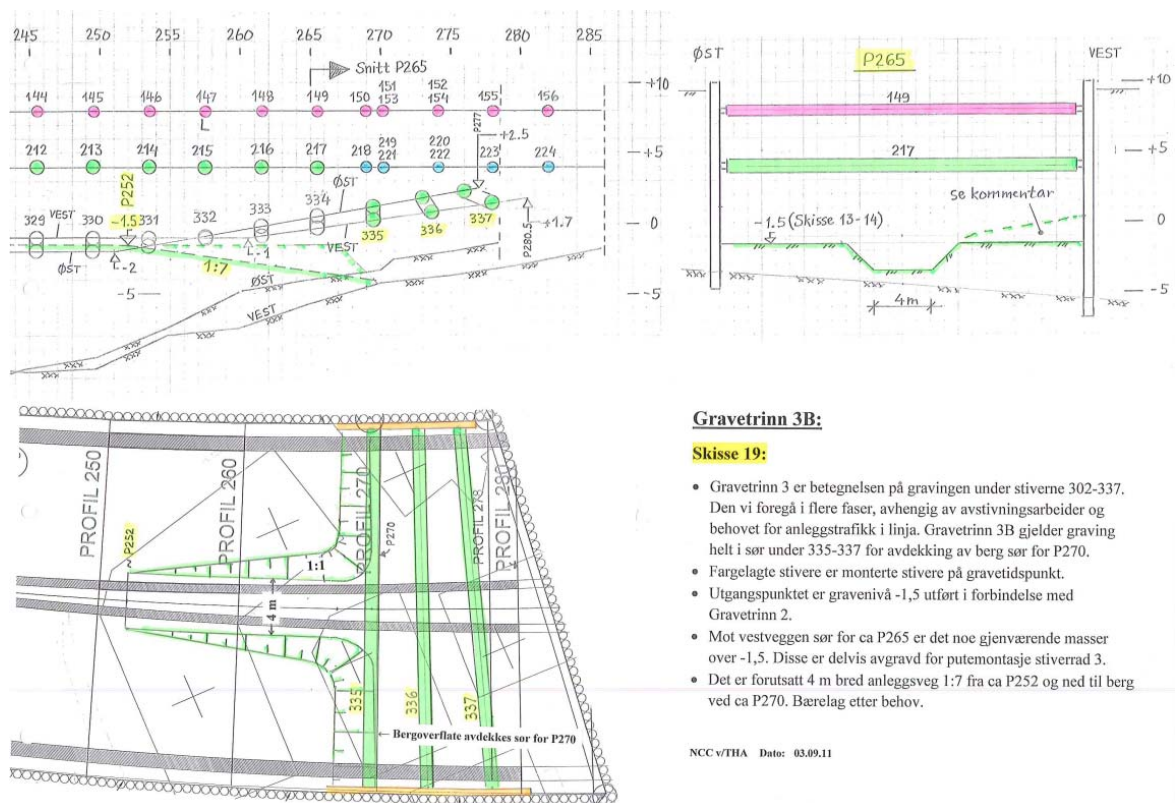 245 250 255 260 265 270 275 280 285
Snitt P265
+10
144 145 146 147 148 149 150 151 153 152 154 155 156
P277
+2.5
+5
212 213 214 215 216 217 218 219 221 220 222 223 224
P252
ØST
-1.5
329 VEST 330 331 332 333 334 335 336 337
0
-1
VEST
P280.5
+1.7
ØST
-2
1:7
-5
ØST
-5
VEST
ØST
P265
VEST
+10
149
+5
217
se kommentar
-1.5 (Skisse 13-14)
0
-5
4m
PROFIL 250
PROFIL 260
PROFIL 270
P270
PROFIL 278
PROFIL 280
P252
1:1
4 m
335
336
337
Bergoverflate avdekkes sør for P270
Gravetrinn 3B:
Skisse 19:
• Gravetrinn 3 er betegnelsen på gravingen under stiverne 302-337.
Den vi foregå i flere faser, avhengig av avstivningsarbeider og
behovet for anleggstrafikk i linja. Gravetrinn 3B gjelder graving
helt i sør under 335-337 for avdekking av berg sør for P270.
• Fargelagte stivere er monterte stivere på gravetidspunkt.
• Utgangspunktet er gravenivå -1,5 utført i forbindelse med
Gravetrinn 2.
• Mot vestveggen sør for ca P265 er det noe gjenværende masser
over -1,5. Disse er delvis avgravd for putemontasje stiverrad 3.
• Det er forutsatt 4 m bred anleggsveg 1:7 fra ca P252 og ned til berg
ved ca P270. Bærelag etter behov.
NCC v/THA Dato: 03.09.11